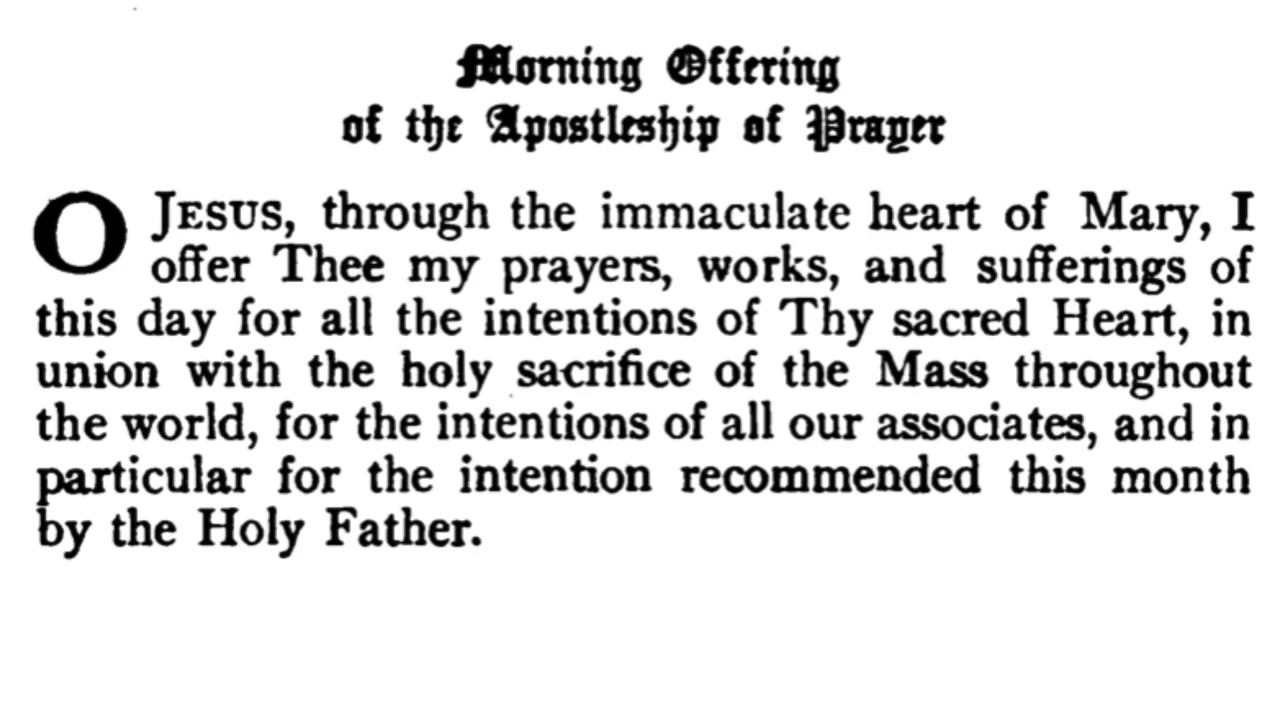 Morning Offering
of the Apostleship of Prayer
O JESUS, through the immaculate heart of Mary, I
offer Thee my prayers, works, and sufferings of
this day for all the intentions of Thy sacred Heart, in
union with the holy sacrifice of the Mass throughout
the world, for the intentions of all our associates, and in
particular for the intention recommended this month
by the Holy Father.